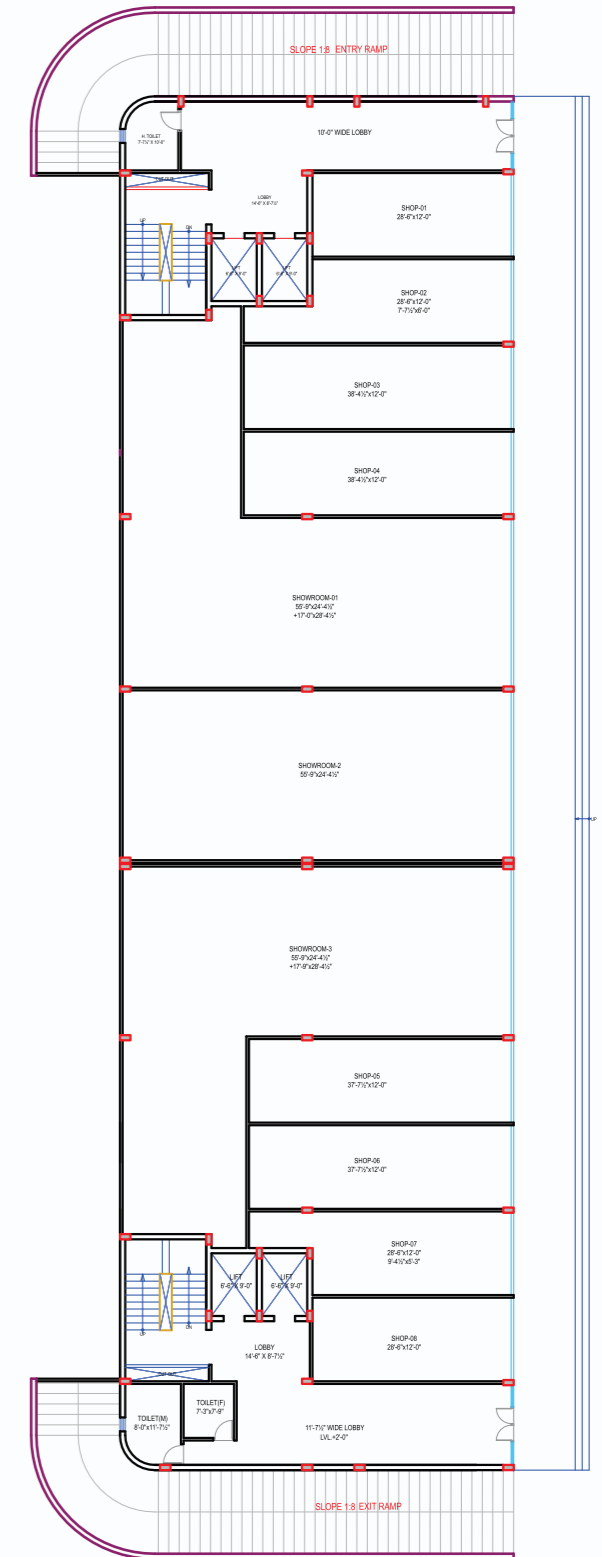 SLOPE 1:8 ENTRY RAMP
10'-0" WIDE LOBBY
H. TOILET
7'-7½" X 10'-0"
LOBBY
14'-6" X 8'-7½"
SHOP-01
28'-6"x12'-0"
UP
DN
LIFT
LIFT
SHOP-02
28'-6"x12'-0"
7'-7½"x6'-0"
SHOP-03
38'-4½"x12'-0"
SHOP-04
38'-4½"x12'-0"
SHOWROOM-01
55'-9"x24'-4½"
+17'-0"x28'-4½"
SHOWROOM-2
55'-9"x24'-4½"
UP
SHOWROOM-3
55'-9"x24'-4½"
+17'-9"x28'-4½"
SHOP-05
37'-7½"x12'-0"
SHOP-06
37'-7½"x12'-0"
SHOP-07
28'-6"x12'-0"
9'-4½"x5'-3"
LIFT
6'-6"X 9'-0"
LIFT
6'-6"X 9'-0"
UP
DN
LOBBY
14'-6" X 8'-7½"
SHOP-08
28'-6"x12'-0"
TOILET(F)
7'-3"x7'-9"
TOILET(M)
8'-0"x11'-7½"
11'-7½" WIDE LOBBY
LVL.+2'-0"
SLOPE 1:8 EXIT RAMP